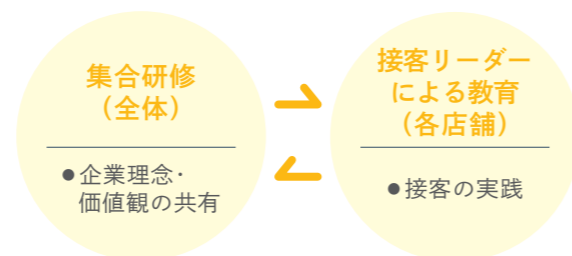 集合研修
（全体）
●企業理念・
価値観の共有
接客リーダー
による教育
（各店舗）
●接客の実践